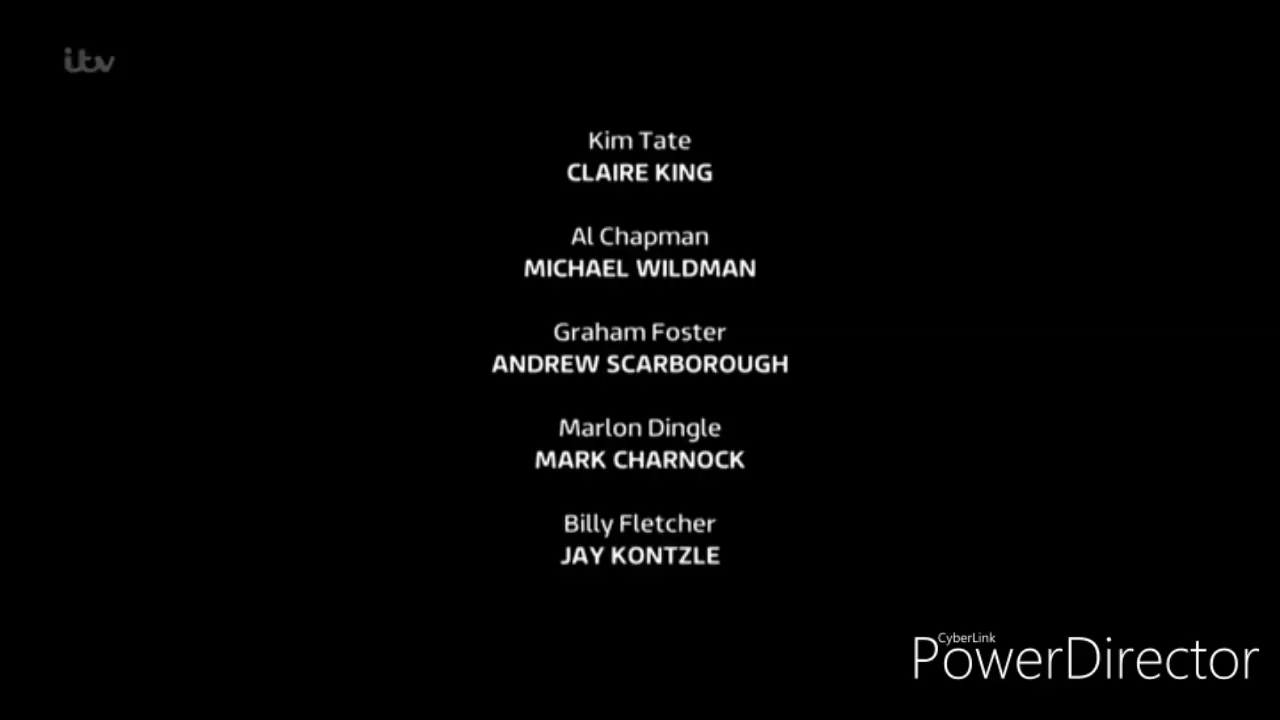 itv
Kim Tate
CLAIRE KING
Al Chapman
MICHAEL WILDMAN
Graham Foster
ANDREW SCARBOROUGH
Marlon Dingle
MARK CHARNOCK
Billy Fletcher
JAY KONTZLE
CyberLink
PowerDirector